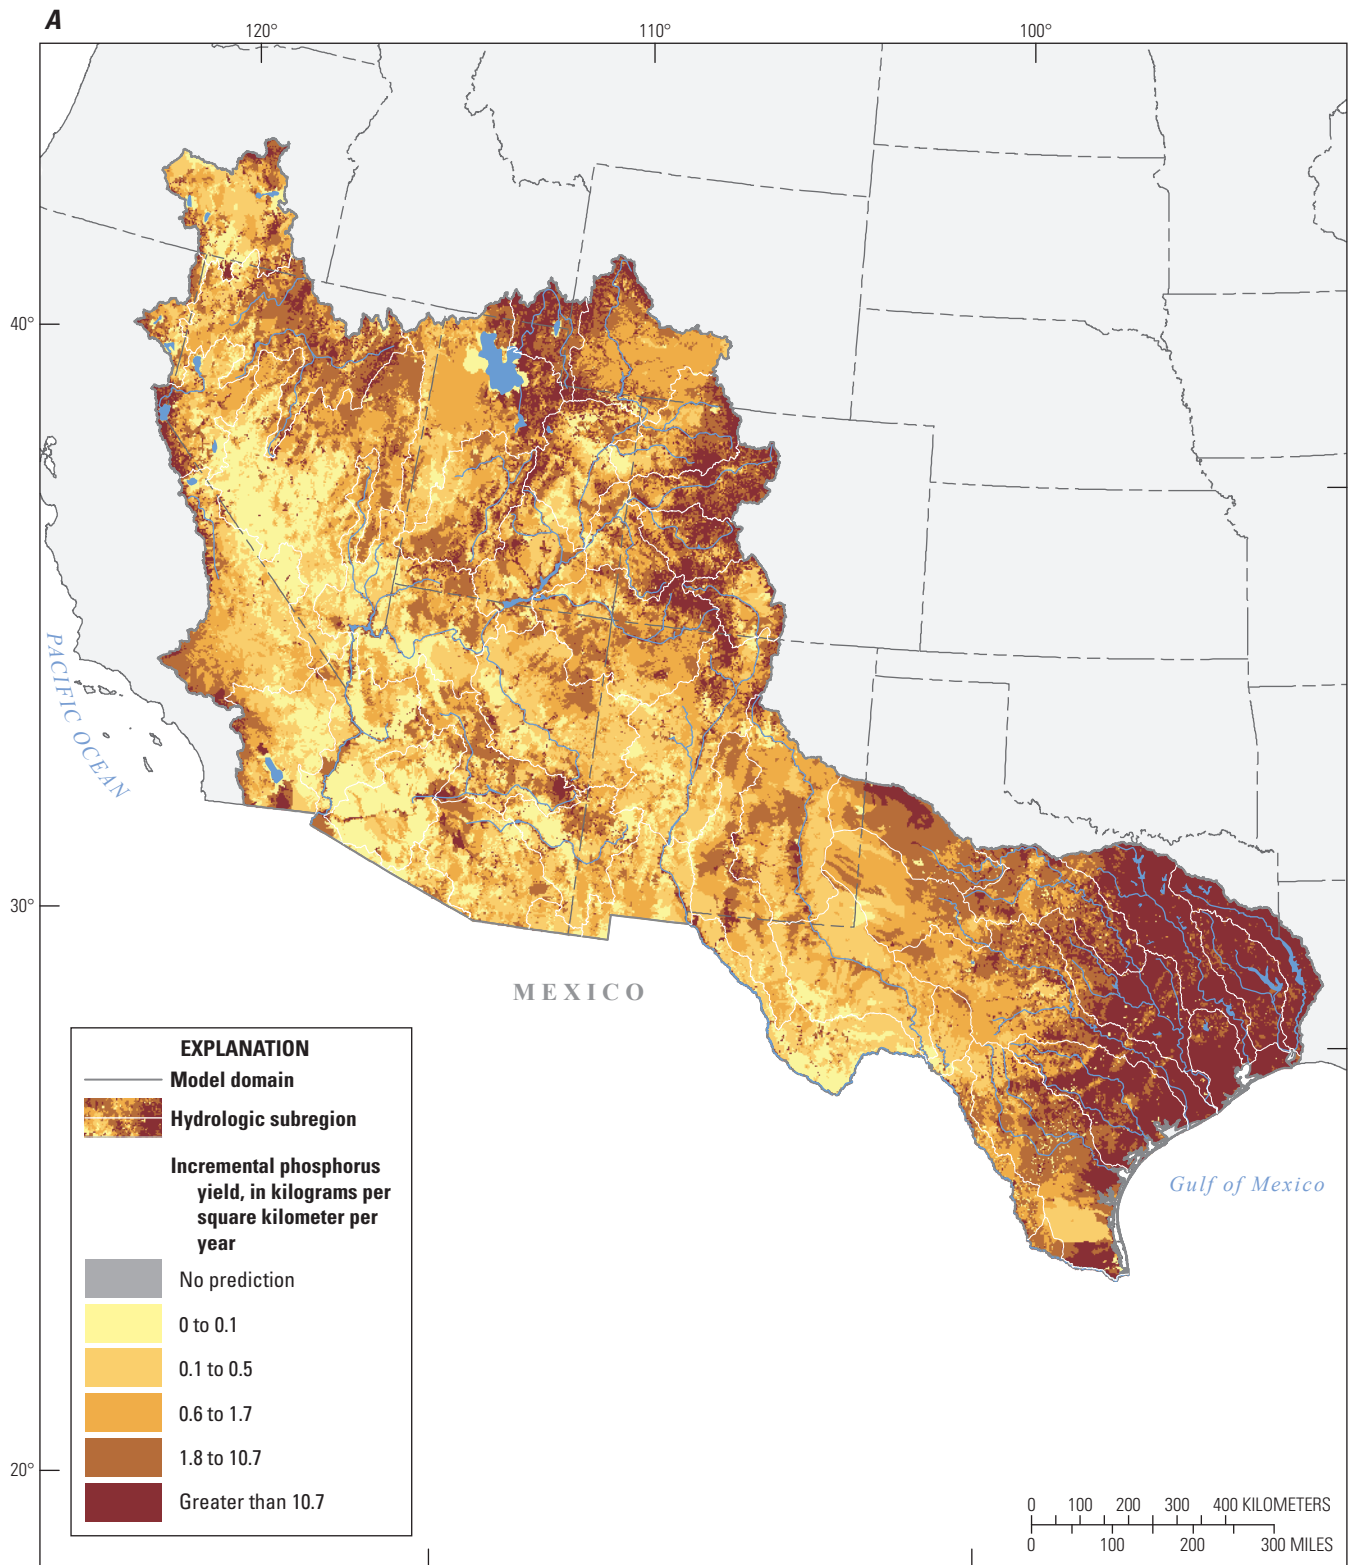 A
120°
110°
100°
40°
30°
20°
PACIFIC OCEAN
MEXICO
Gulf of Mexico
EXPLANATION
Model domain
Hydrologic subregion
Incremental phosphorus
yield, in kilograms per
square kilometer per
year
No prediction
0 to 0.1
0.1 to 0.5
0.6 to 1.7
1.8 to 10.7
Greater than 10.7
0 100 200 300 400 KILOMETERS
0 100 200 300 MILES